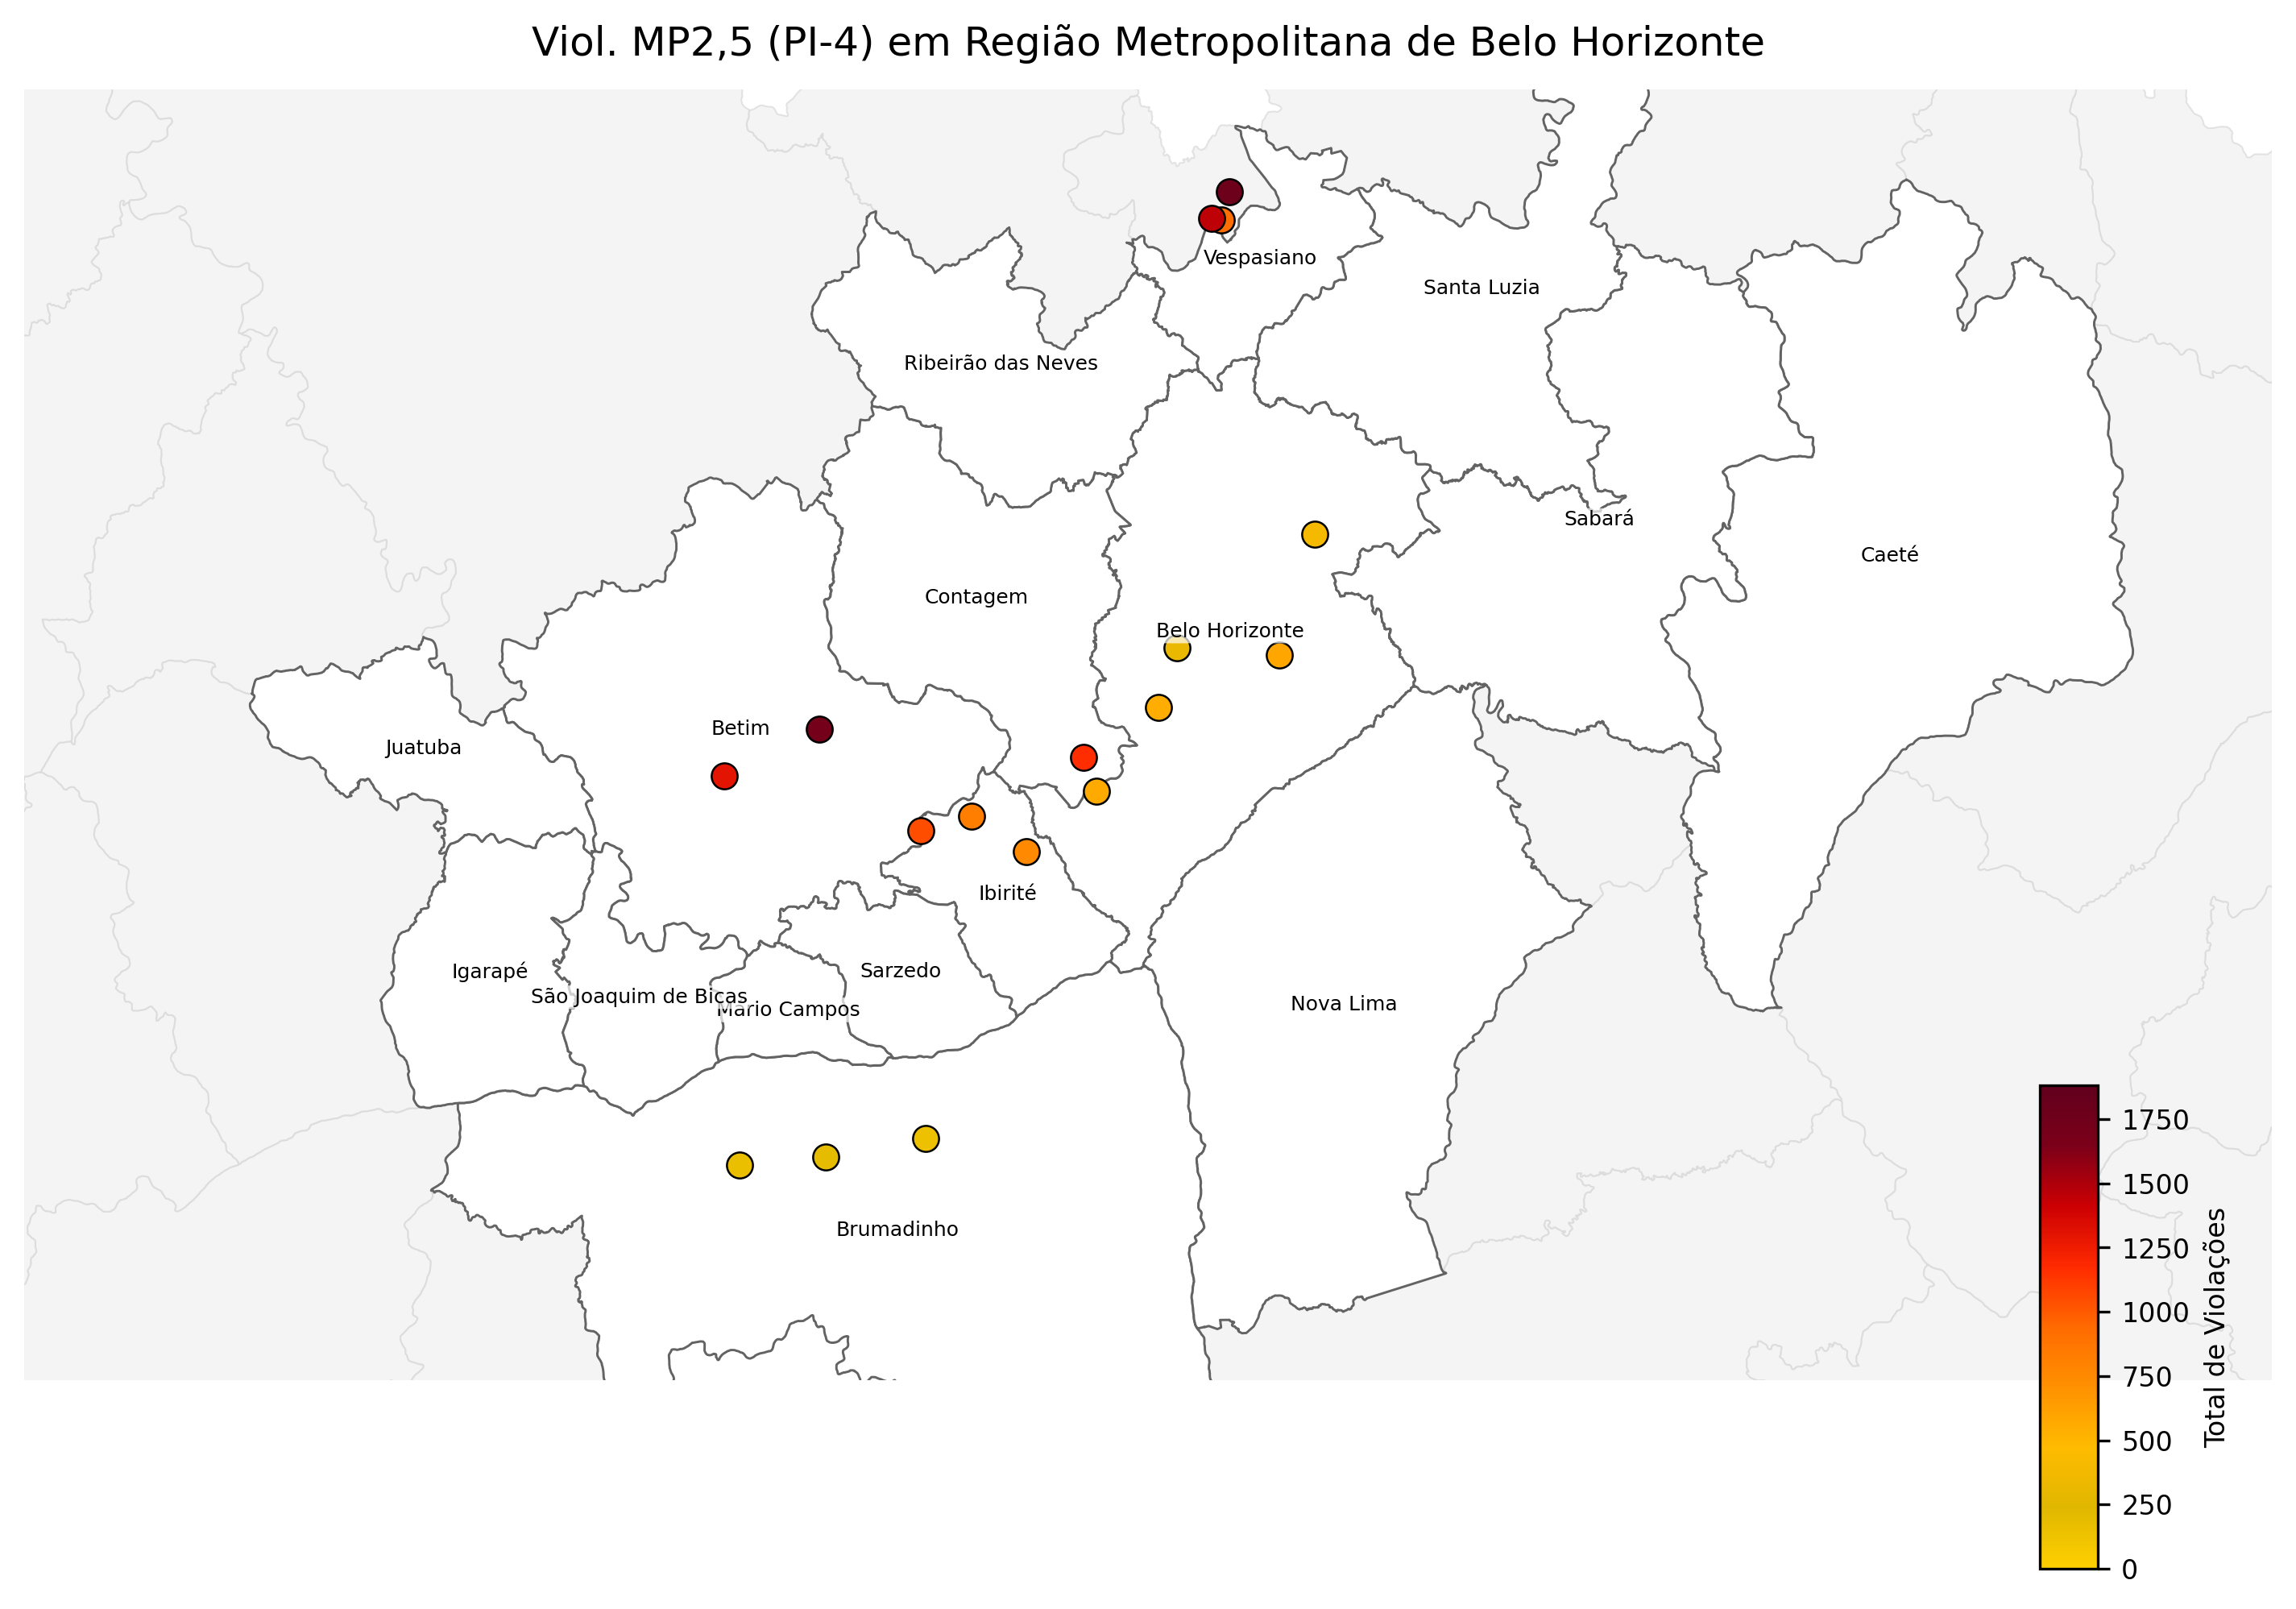 Viol. MP2,5 (PI-4) em Região Metropolitana de Belo Horizonte
Vespasiano
Santa Luzia
Ribeirão das Neves
Sabará
Caeté
Contagem
Belo Horizonte
Betim
Juatuba
Ibirité
Igarapé
Sarzedo
São Joaquim de Bicas
Mário Campos
Nova Lima
Brumadinho
1750
1500
1250
1000
750
500
250
0
Total de Violações